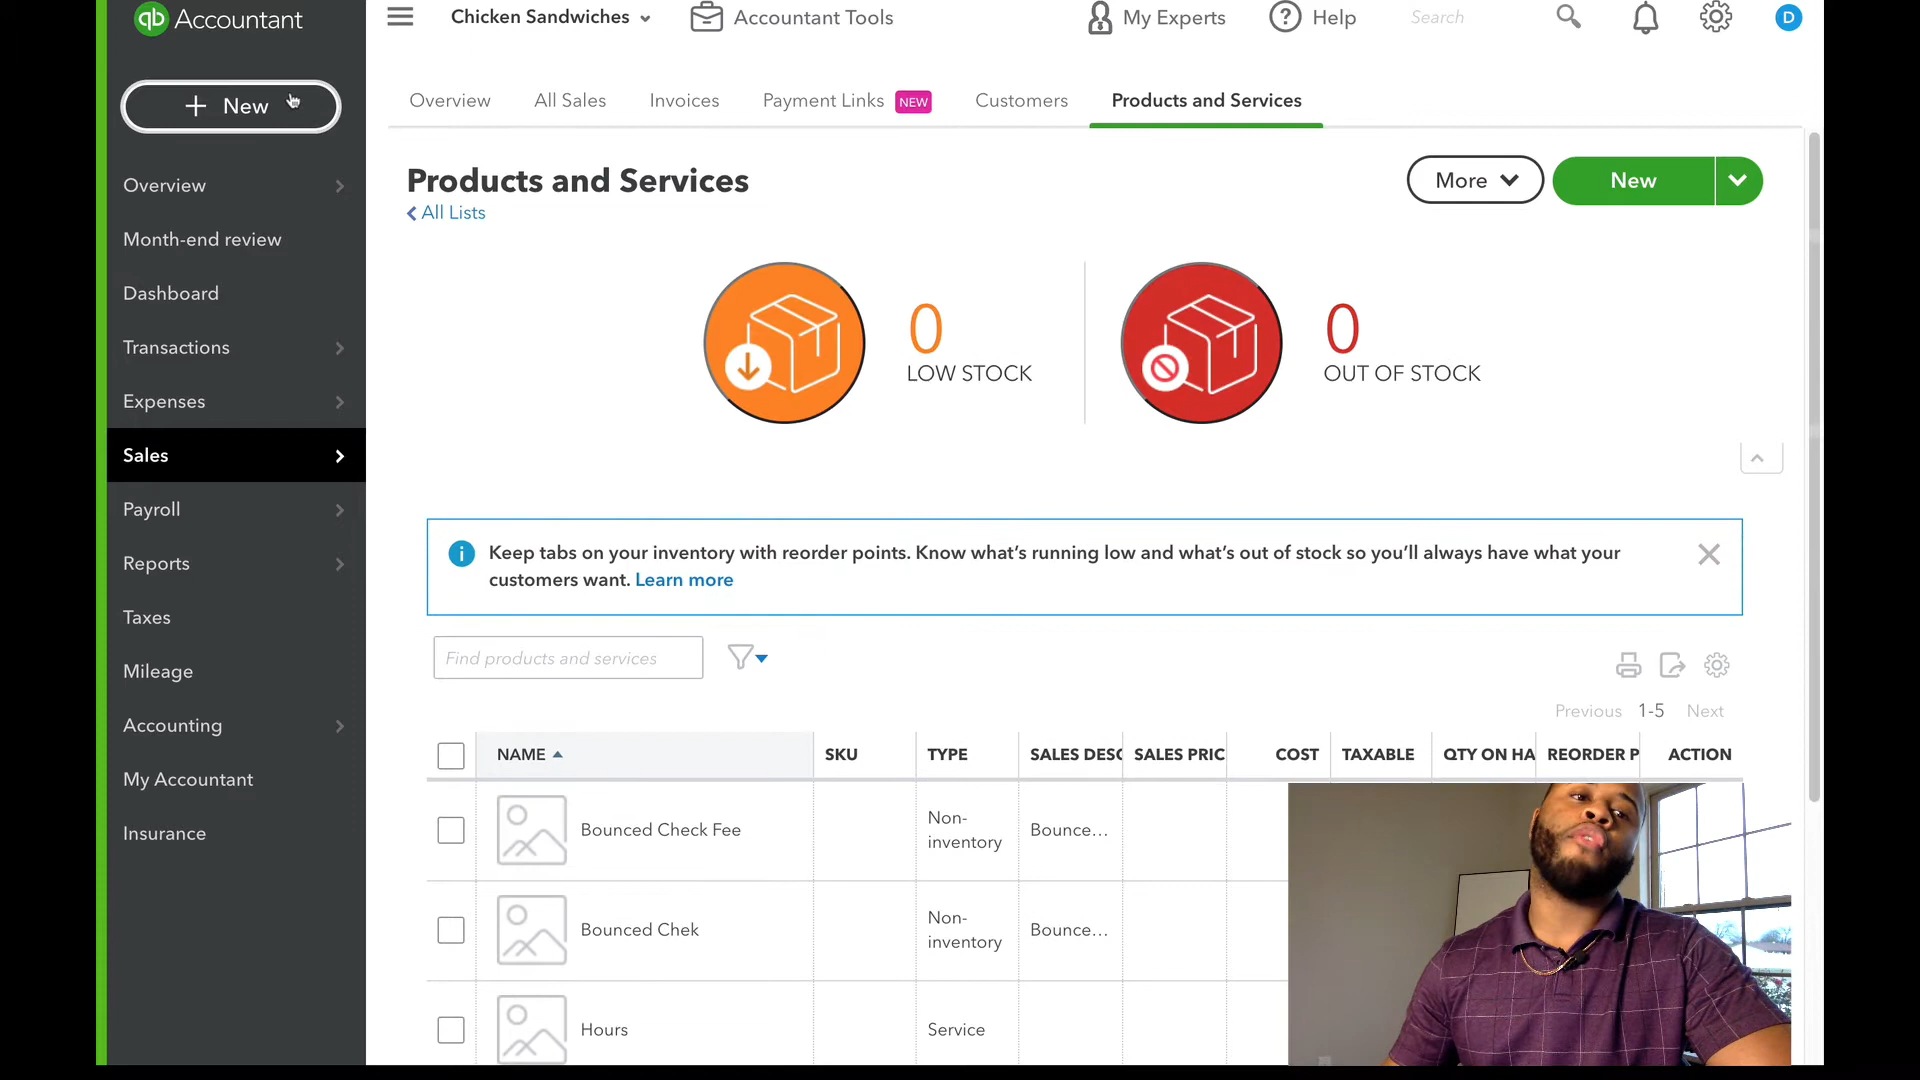 qb Accountant
Chicken Sandwiches
Accountant Tools
My Experts
Help
Search
D
+ New
Overview
Month-end review
Dashboard
Transactions
Expenses
Sales
Payroll
Reports
Taxes
Mileage
Accounting
My Accountant
Insurance
Overview
All Sales
Invoices
Payment Links NEW
Customers
Products and Services
Products and Services
All Lists
More
New
0
LOW STOCK
0
OUT OF STOCK
Keep tabs on your inventory with reorder points. Know what's running low and what's out of stock so you'll always have what your
customers want. Learn more
Find products and services
Previous 1-5 Next
NAME SKU TYPE SALES DESC SALES PRIC COST TAXABLE QTY ON HA REORDER P ACTION
Bounced Check Fee
Non-
inventory
Bounce...
Bounced Chek
Non-
inventory
Bounce...
Hours
Service